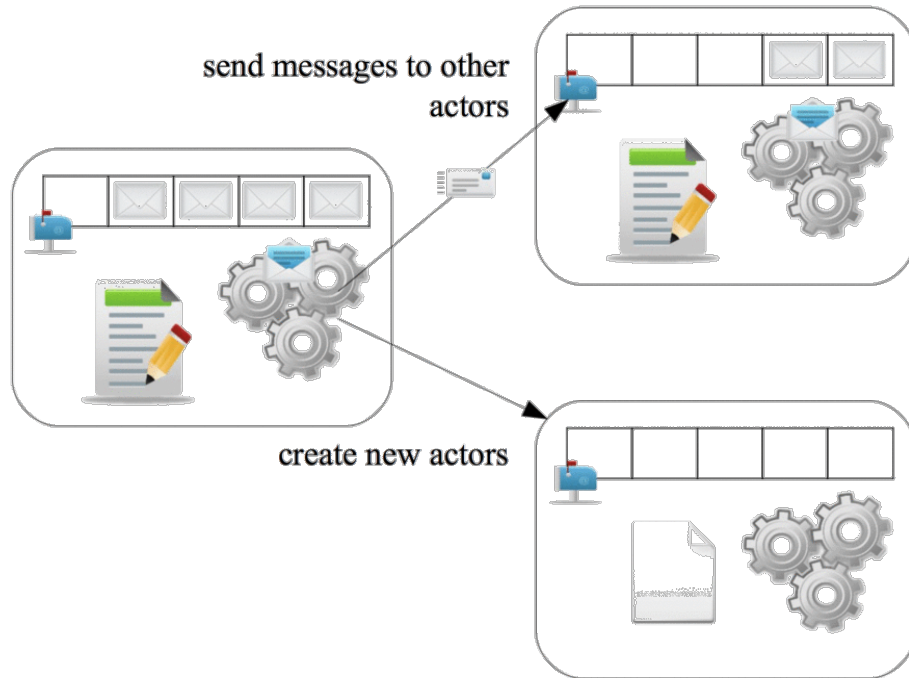 send messages to other
actors
create new actors